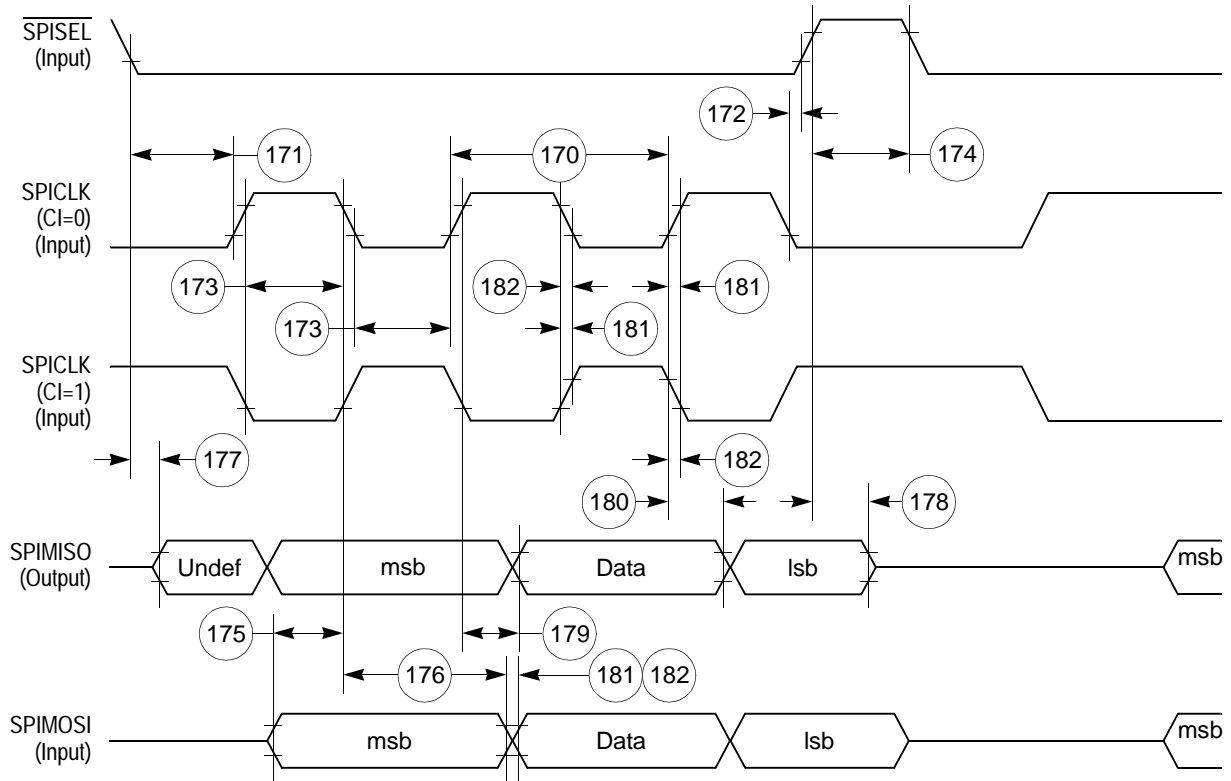 SPISEL
(Input)
172
171
170
174
SPICLK
(CI=0)
(Input)
173
182
181
173
181
SPICLK
(CI=1)
(Input)
177
182
180
178
SPIMISO
(Output)
Undef
msb
Data
lsb
msb
175
179
176
181
182
SPIMOSI
(Input)
msb
Data
lsb
msb